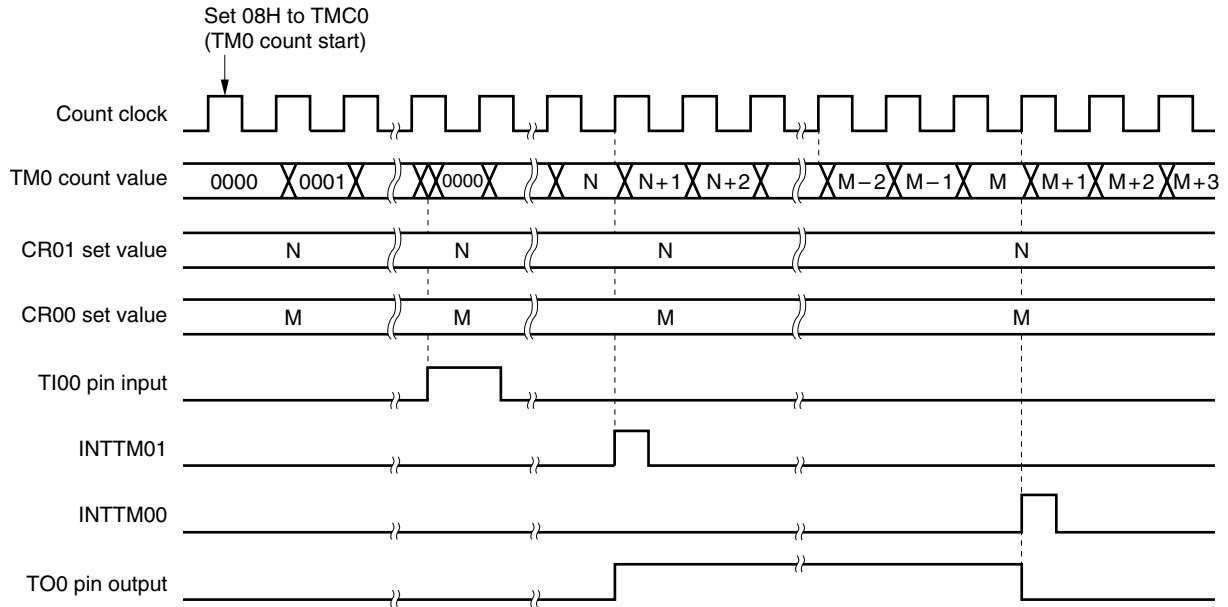 Set 08H to TMC0
(TM0 count start)
Count clock
TM0 count value 0000 0001 0000 N N+1 N+2 M−2 M−1 M M+1 M+2 M+3
CR01 set value N N N N
CR00 set value M M M M
TI00 pin input
INTTM01
INTTM00
TO0 pin output